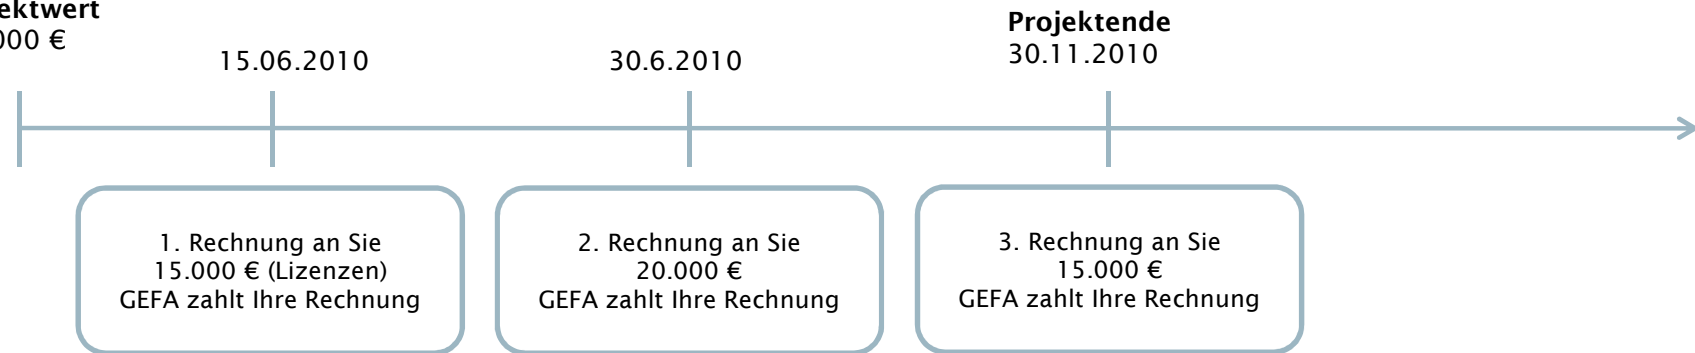 ektwert
000 €
15.06.2010
30.6.2010
Projektende
30.11.2010
1. Rechnung an Sie
15.000 € (Lizenzen)
GEFA zahlt Ihre Rechnung
2. Rechnung an Sie
20.000 €
GEFA zahlt Ihre Rechnung
3. Rechnung an Sie
15.000 €
GEFA zahlt Ihre Rechnung